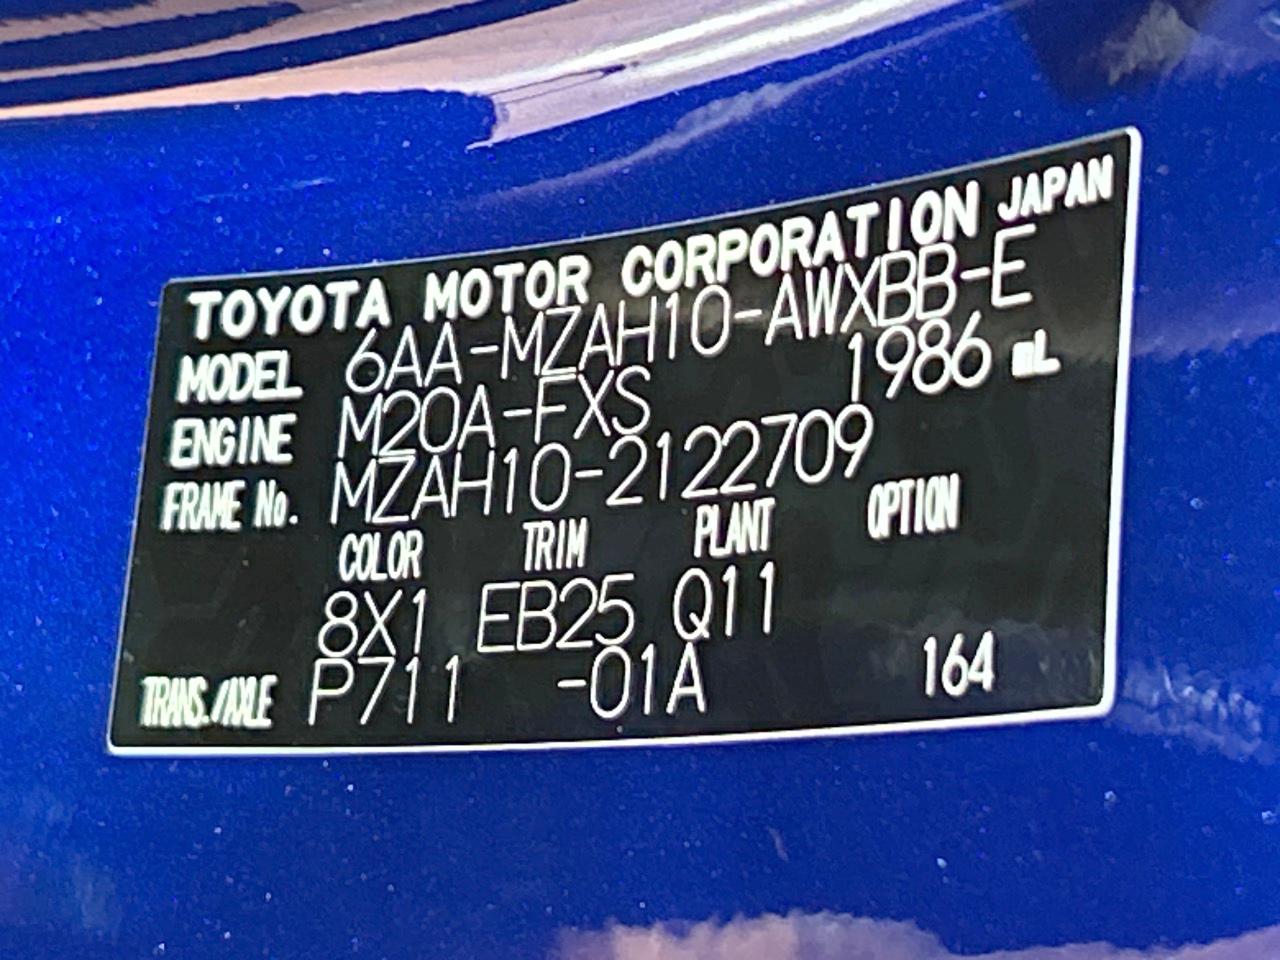 TOYOTA MOTOR CORPORATION JAPAN
MODEL 6AA-MZAH10-AWXBB-E
ENGINE M20A-FXS 1986 mL
FRAME No. MZAH10-2122709
COLOR TRIM PLANT OPTION
8X1 EB25 Q11
TRANS./AXLE P711 -01A 164